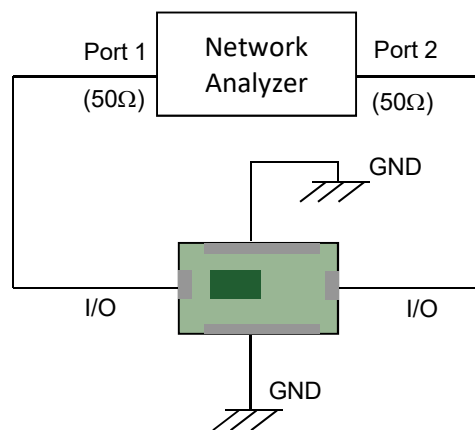 Port 1
Network
Analyzer
Port 2
(50Ω)
(50Ω)
GND
I/O
I/O
GND